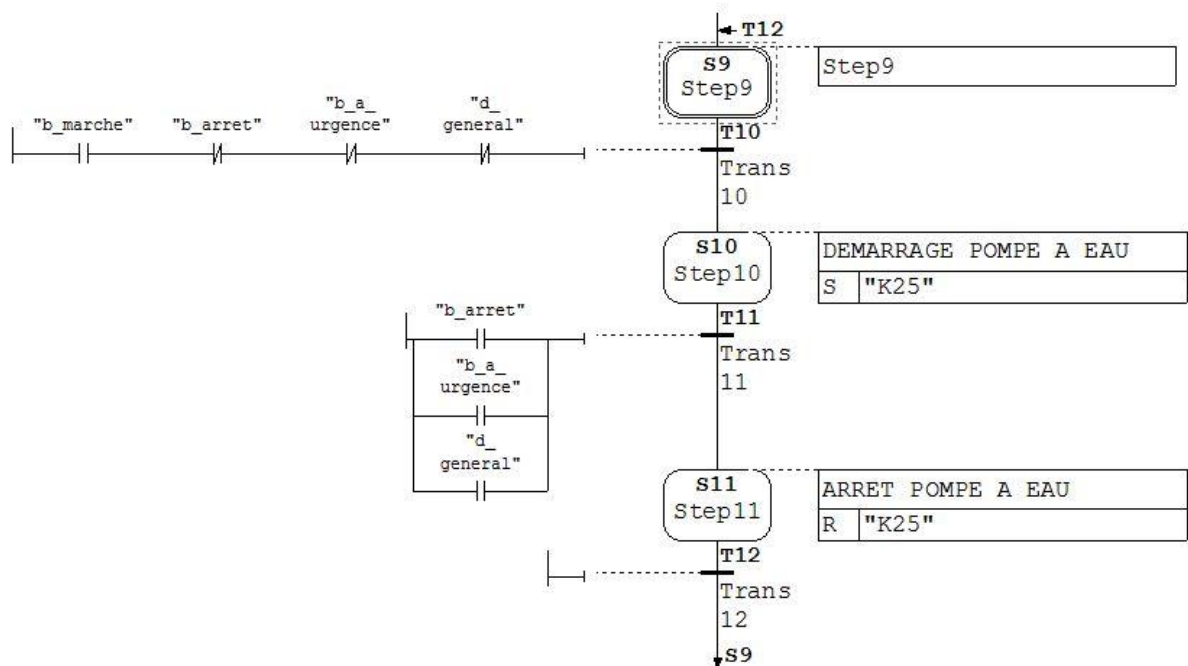 T12
S9
Step9
Step9
"b_marche"
"b_arret"
"b_a_
urgence"
"d_
general"
T10
Trans
10
S10
Step10
DEMARRAGE POMPE A EAU
S "K25"
"b_arret"
"b_a_
urgence"
"d_
general"
T11
Trans
11
S11
Step11
ARRET POMPE A EAU
R "K25"
T12
Trans
12
S9